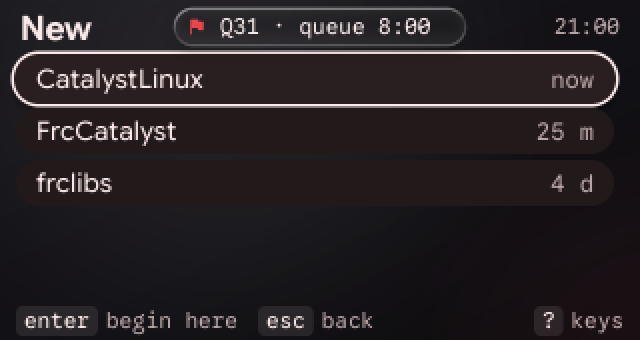 New Q31 · queue 8:00 21:00
CatalystLinux now
FrcCatalyst 25 m
frclibs 4 d
enter begin here esc back ? keys